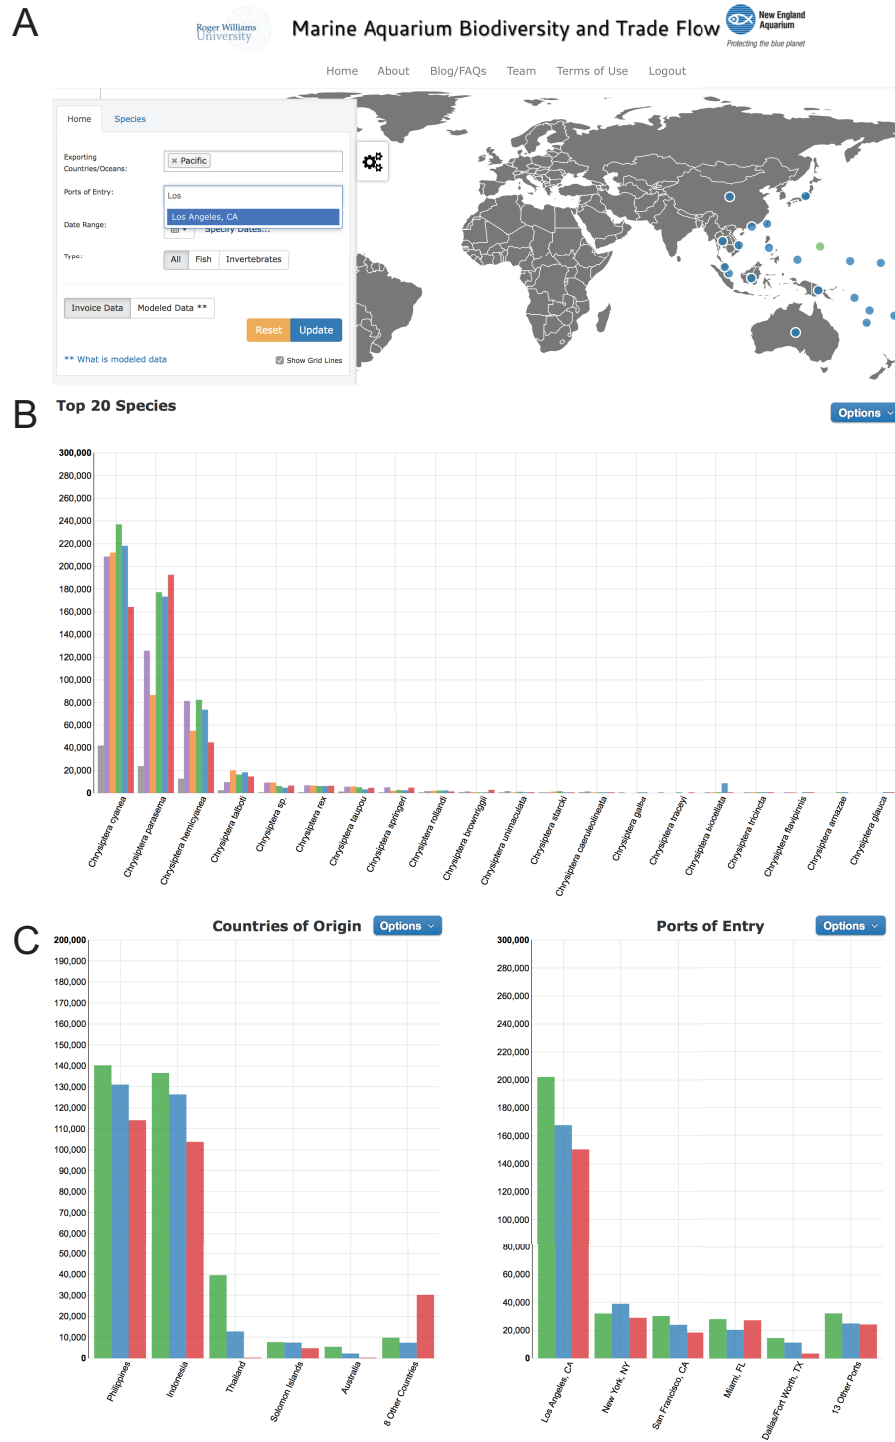 A
Roger Williams
University
Marine Aquarium Biodiversity and Trade Flow
New England
Aquarium
Protecting the blue planet
Home About Blog/FAQs Team Terms of Use Logout
Home Species
Exporting
Countries/Oceans:
× Pacific
Ports of Entry:
Los
Los Angeles, CA
Date Range:
Specify Dates...
Type:
All Fish Invertebrates
Invoice Data Modeled Data **
Reset Update
** What is modeled data
Show Grid Lines
B
Top 20 Species
Options
300,000
280,000
260,000
240,000
220,000
200,000
180,000
160,000
140,000
120,000
100,000
80,000
60,000
40,000
20,000
0
Chrysiptera cyanea
Chrysiptera parasema
Chrysiptera hemicyanea
Chrysiptera talboti
Chrysiptera sp.
Chrysiptera rex
Chrysiptera taupou
Chrysiptera springeri
Chrysiptera rollandi
Chrysiptera brownriggii
Chrysiptera unimaculata
Chrysiptera starcki
Chrysiptera caeruleolineata
Chrysiptera galba
Chrysiptera traceyi
Chrysiptera biocellata
Chrysiptera tricincta
Chrysiptera flavipinnis
Chrysiptera arnazae
Chrysiptera glauca
C
Countries of Origin
Options
200,000
190,000
180,000
170,000
160,000
150,000
140,000
130,000
120,000
110,000
100,000
90,000
80,000
70,000
60,000
50,000
40,000
30,000
20,000
10,000
0
Philippines
Indonesia
Thailand
Solomon Islands
Australia
8 Other Countries
Ports of Entry
Options
300,000
280,000
260,000
240,000
220,000
200,000
180,000
160,000
140,000
120,000
100,000
80,000
60,000
40,000
20,000
0
Los Angeles, CA
New York, NY
San Francisco, CA
Miami, FL
Dallas/Fort Worth, TX
13 Other Ports